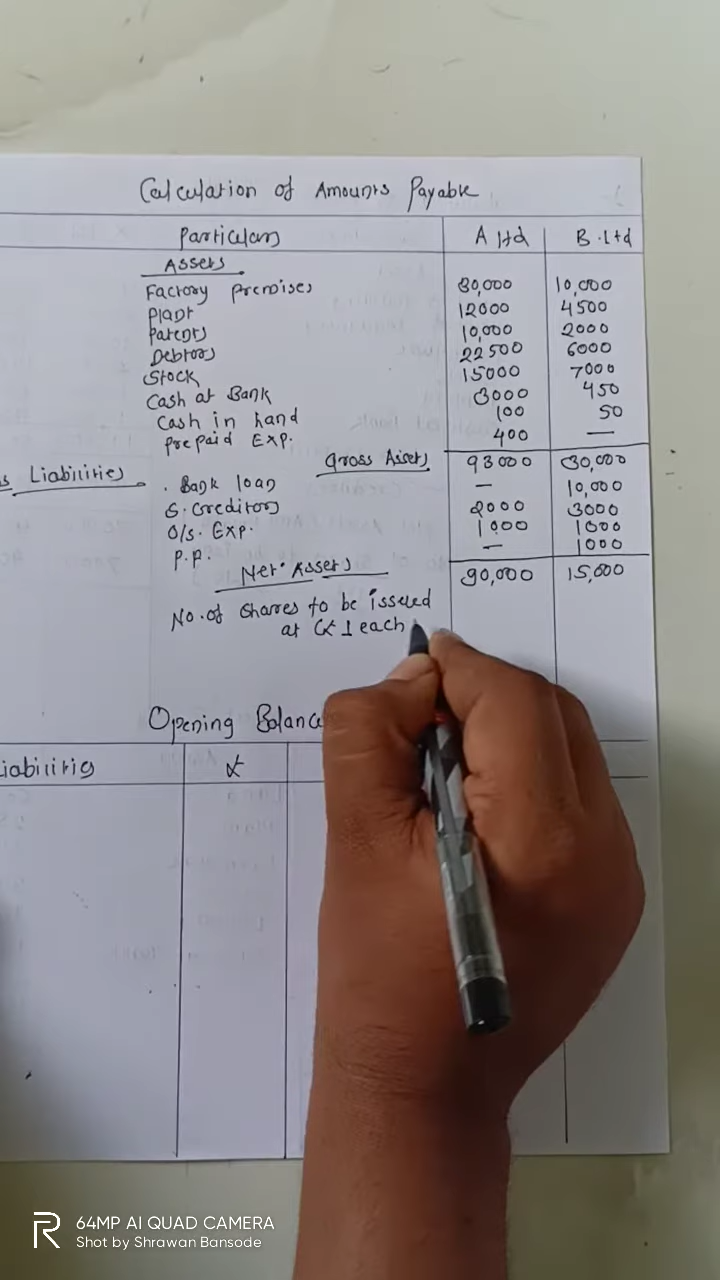 Calculation of Amounts Payable
Particulars A Ltd B. Ltd
Assets
Factory premises 30,000 10,000
Plant 12000 4500
Patents 10,000 2000
Debtors 22500 6000
Stock 15000 7000
Cash at Bank 3000 450
Cash in hand 100 50
Prepaid Exp. 400 —
Gross Assets 93000 30,000
s Liabilities
. Bank loan — 10,000
S. Creditors 2000 3000
O/s. Exp. 1000 1000
P.P. — 1000
Net Assets 90,000 15,000
No. of Shares to be issued
at ₹ 1 each
Opening Balance
iabilities ₹
64MP AI QUAD CAMERA
Shot by Shrawan Bansode